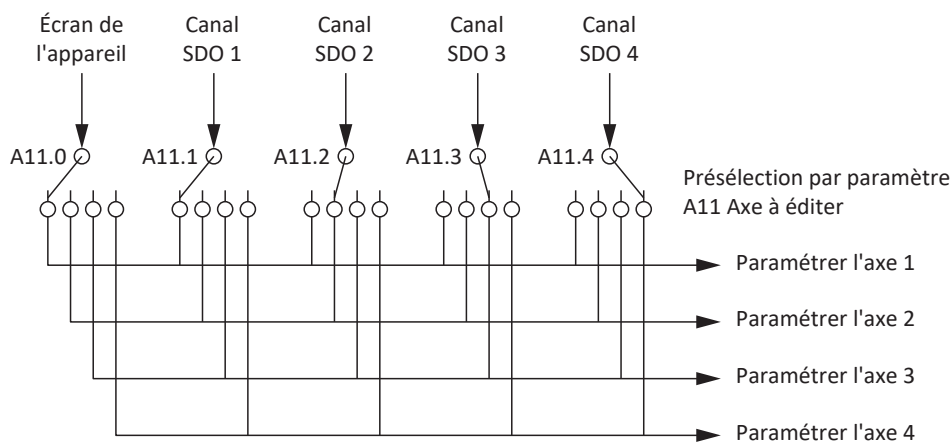 Écran de
l'appareil
Canal
SDO 1
Canal
SDO 2
Canal
SDO 3
Canal
SDO 4
A11.0
A11.1
A11.2
A11.3
A11.4
Présélection par paramètre
A11 Axe à éditer
Paramétrer l'axe 1
Paramétrer l'axe 2
Paramétrer l'axe 3
Paramétrer l'axe 4